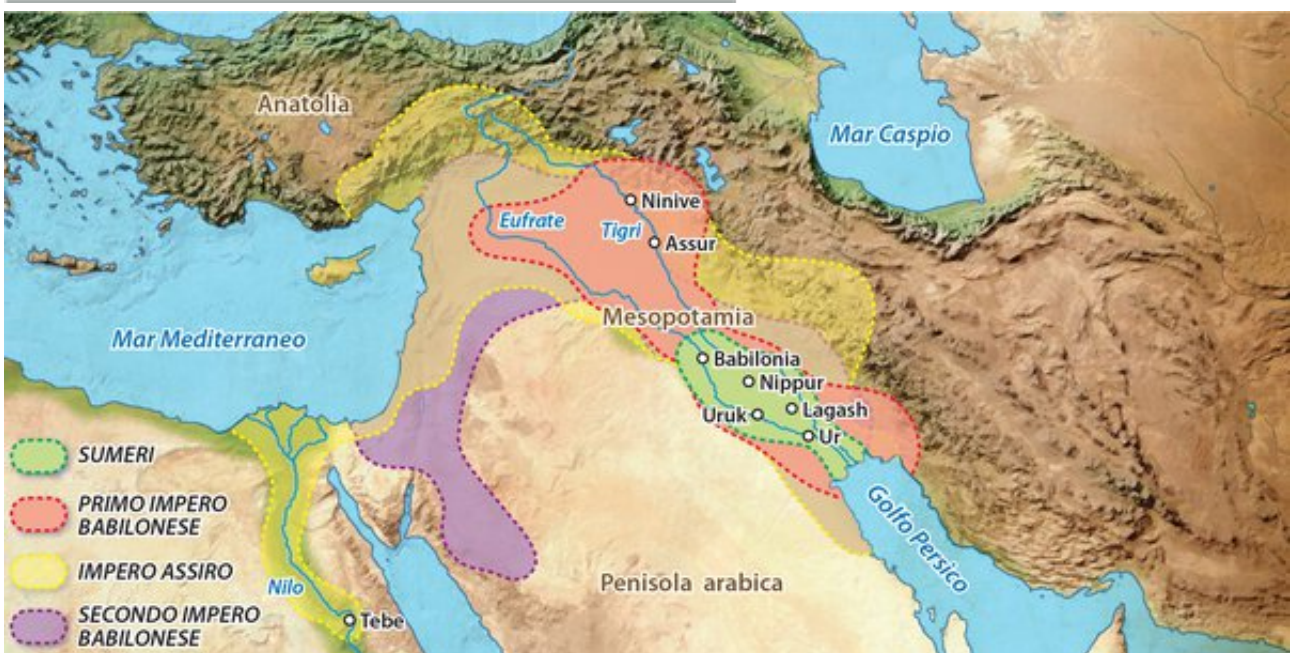 Anatolia
Mar Caspio
Ninive
Eufrate
Tigri
Assur
Mesopotamia
Mar Mediterraneo
Babilonia
Nippur
Uruk
Lagash
Ur
SUMERI
PRIMO IMPERO
BABILONESE
IMPERO ASSIRO
SECONDO IMPERO
BABILONESE
Nilo
Tebe
Penisola arabica
Golfo Persico